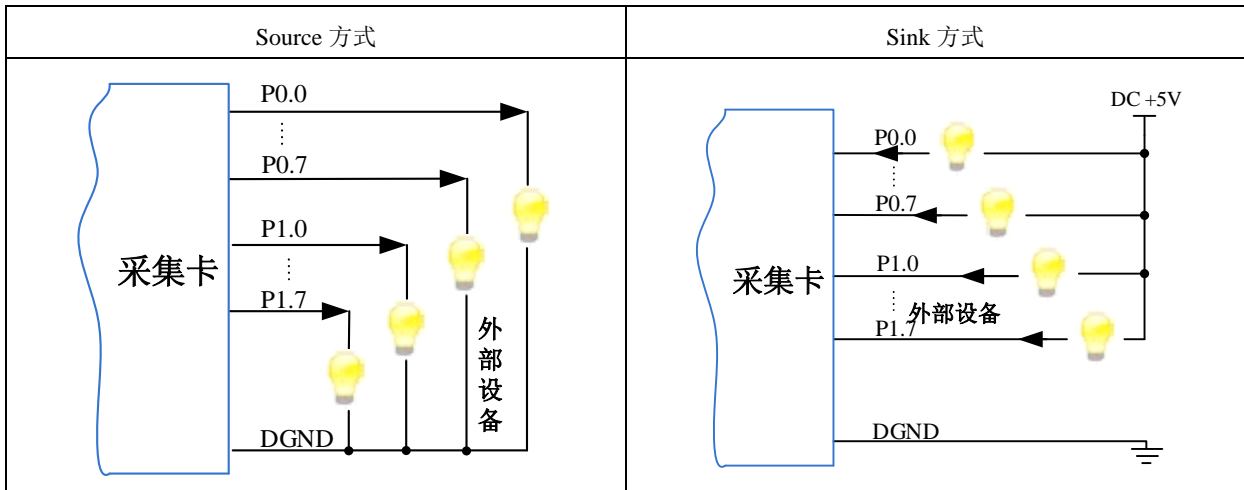 Source 方式
Sink 方式
P0.0
⋮
P0.7
P1.0
⋮
P1.7
采集卡
外部设备
DGND
DC +5V
P0.0
⋮
P0.7
P1.0
⋮
P1.7
采集卡
外部设备
DGND